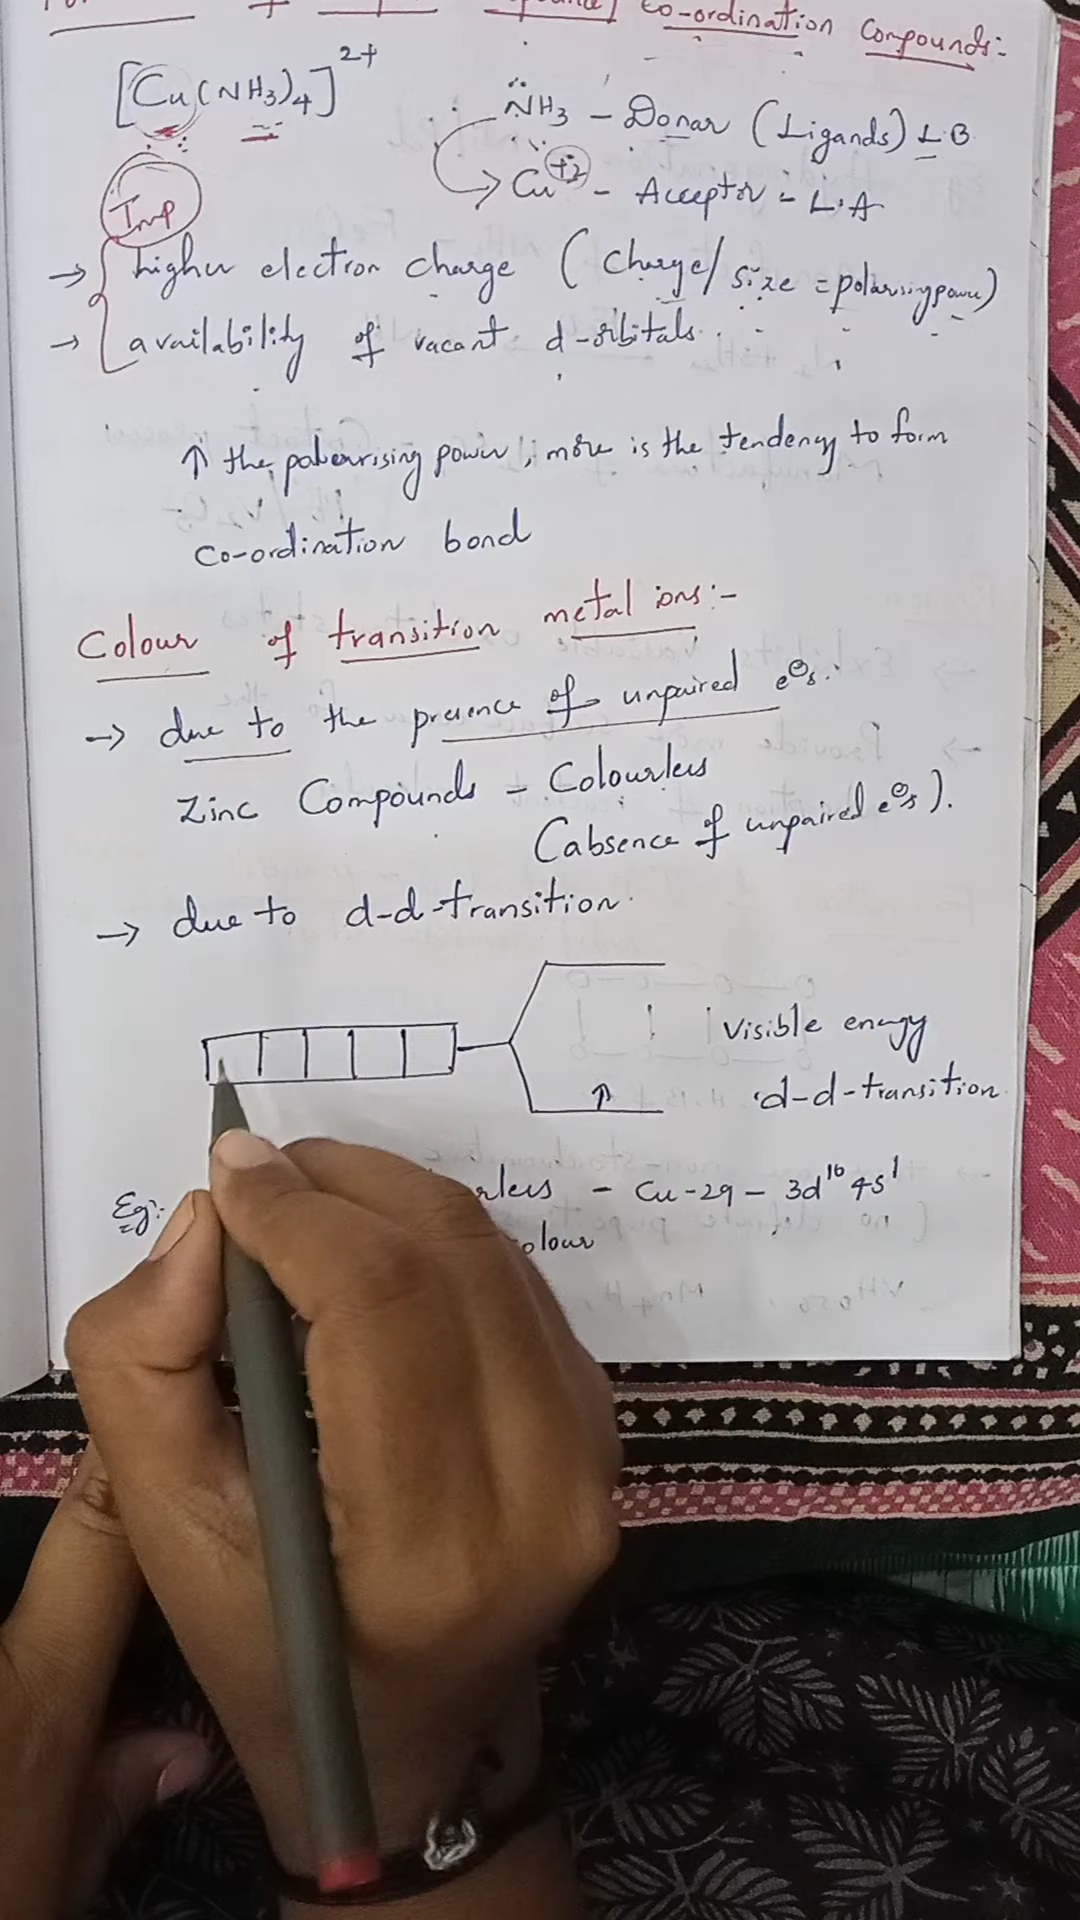 Co-ordination Compounds:-
[Cu(NH3)4]2+
NH3 - Donar (Ligands) L B
Cu+2 - Acceptor - L.A
Imp
→ higher electron charge ( Charge/size = polarising power)
→ availability of vacant d-orbitals.
↑ the polearising power, more is the tendency to form
co-ordination bond
Colour of transition metal ions:-
→ due to the presence of unpaired e⊖s.
Zinc Compounds - Colourless
(absence of unpaired e⊖s).
→ due to d-d-transition.
visible energy
↑ d-d-transition
Eg:- - Cu-29 - 3d10 4s1